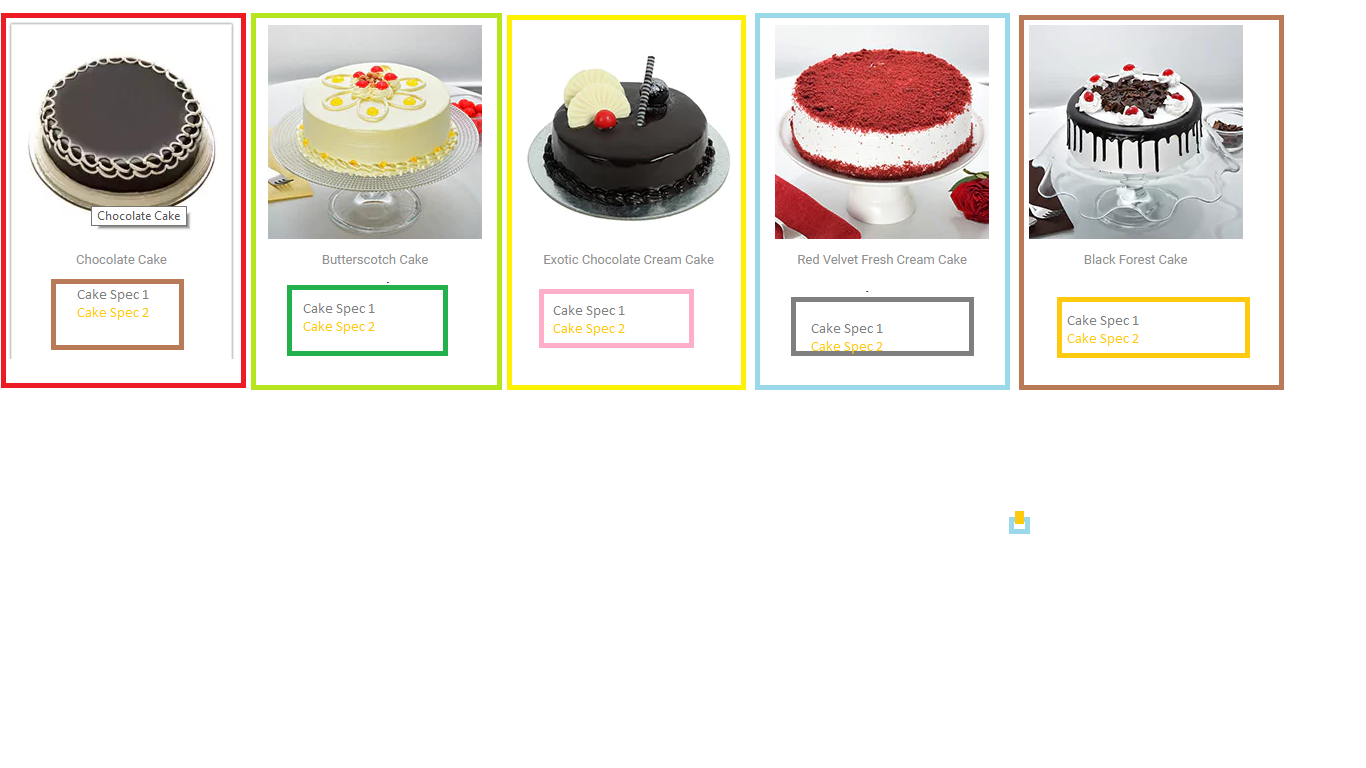 Chocolate Cake
Chocolate Cake
Cake Spec 1
Cake Spec 2
Butterscotch Cake
Cake Spec 1
Cake Spec 2
Exotic Chocolate Cream Cake
Cake Spec 1
Cake Spec 2
Red Velvet Fresh Cream Cake
Cake Spec 1
Cake Spec 2
Black Forest Cake
Cake Spec 1
Cake Spec 2